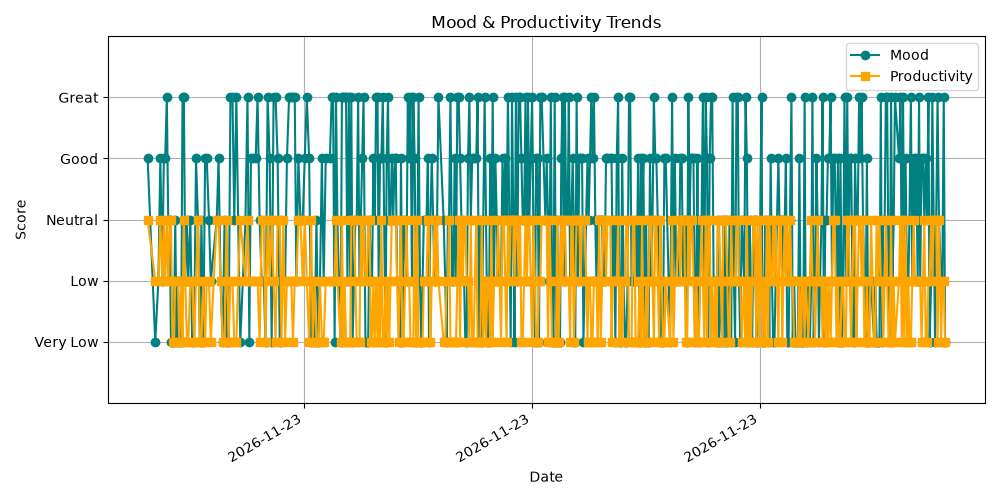 Mood & Productivity Trends
Mood
Productivity
Great
Good
Neutral
Low
Very Low
Score
2026-11-23
2026-11-23
2026-11-23
Date